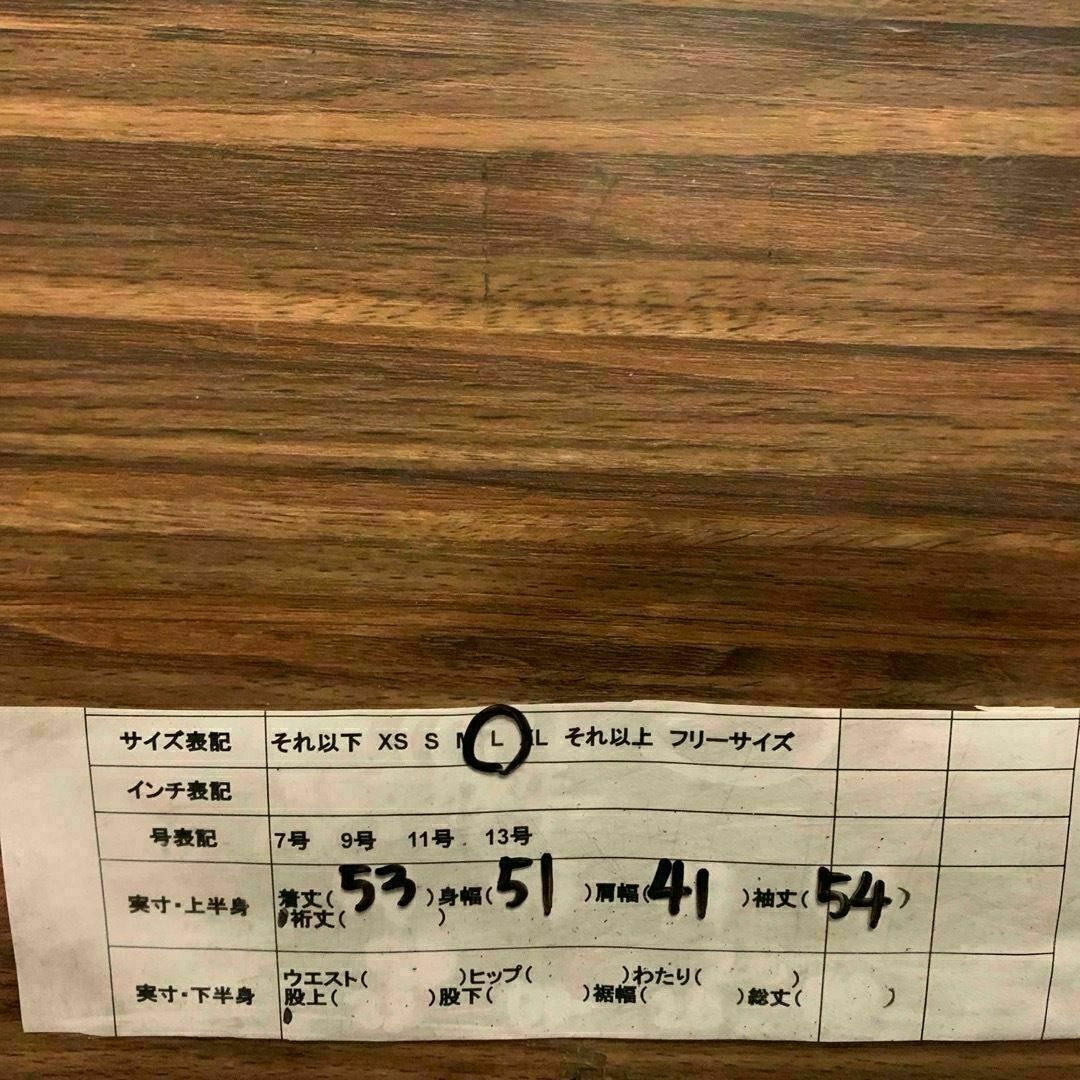 サイズ表記 それ以下 XS S M L XL それ以上 フリーサイズ
インチ表記
号表記 7号 9号 11号 13号
実寸・上半身 着丈(53)身幅(51)肩幅(41)袖丈(54)
裄丈( )
実寸・下半身 ウエスト( )ヒップ( )わたり( )
股上( )股下( )裾幅( )総丈( )